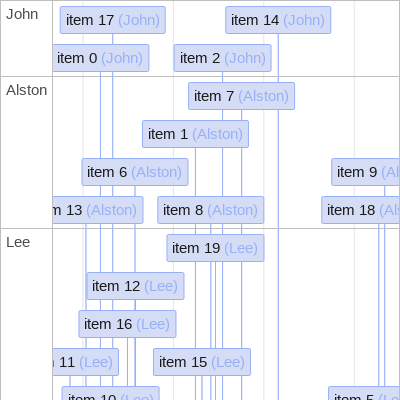 John
item 17 (John)
item 14 (John)
item 0 (John)
item 2 (John)
Alston
item 7 (Alston)
item 1 (Alston)
item 6 (Alston)
item 9 (Al
13 (Alston)
item 8 (Alston)
item 18 (Als
Lee
item 19 (Lee)
item 12 (Lee)
item 16 (Lee)
11 (Lee)
item 15 (Lee)
item 10 (Lee)
item 5 (Lee)